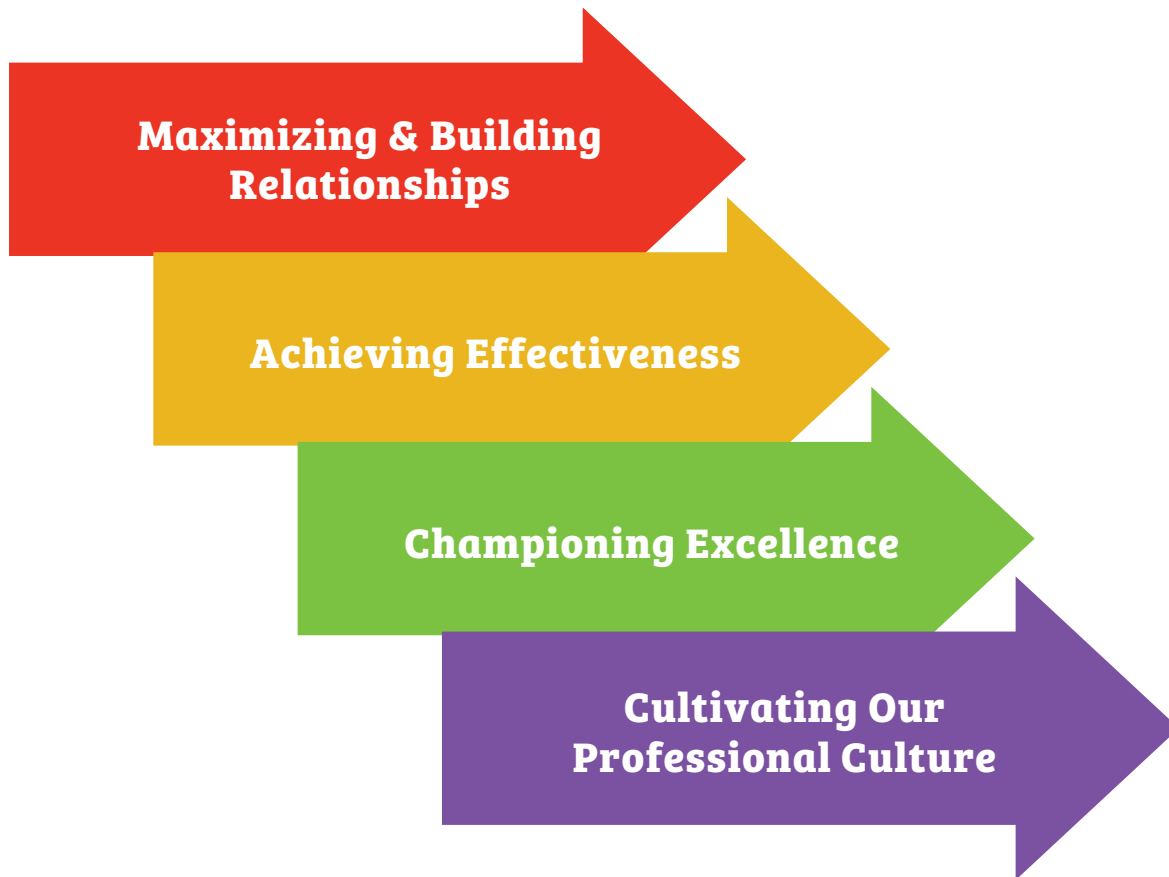 Maximizing & Building
Relationships
Achieving Effectiveness
Championing Excellence
Cultivating Our
Professional Culture